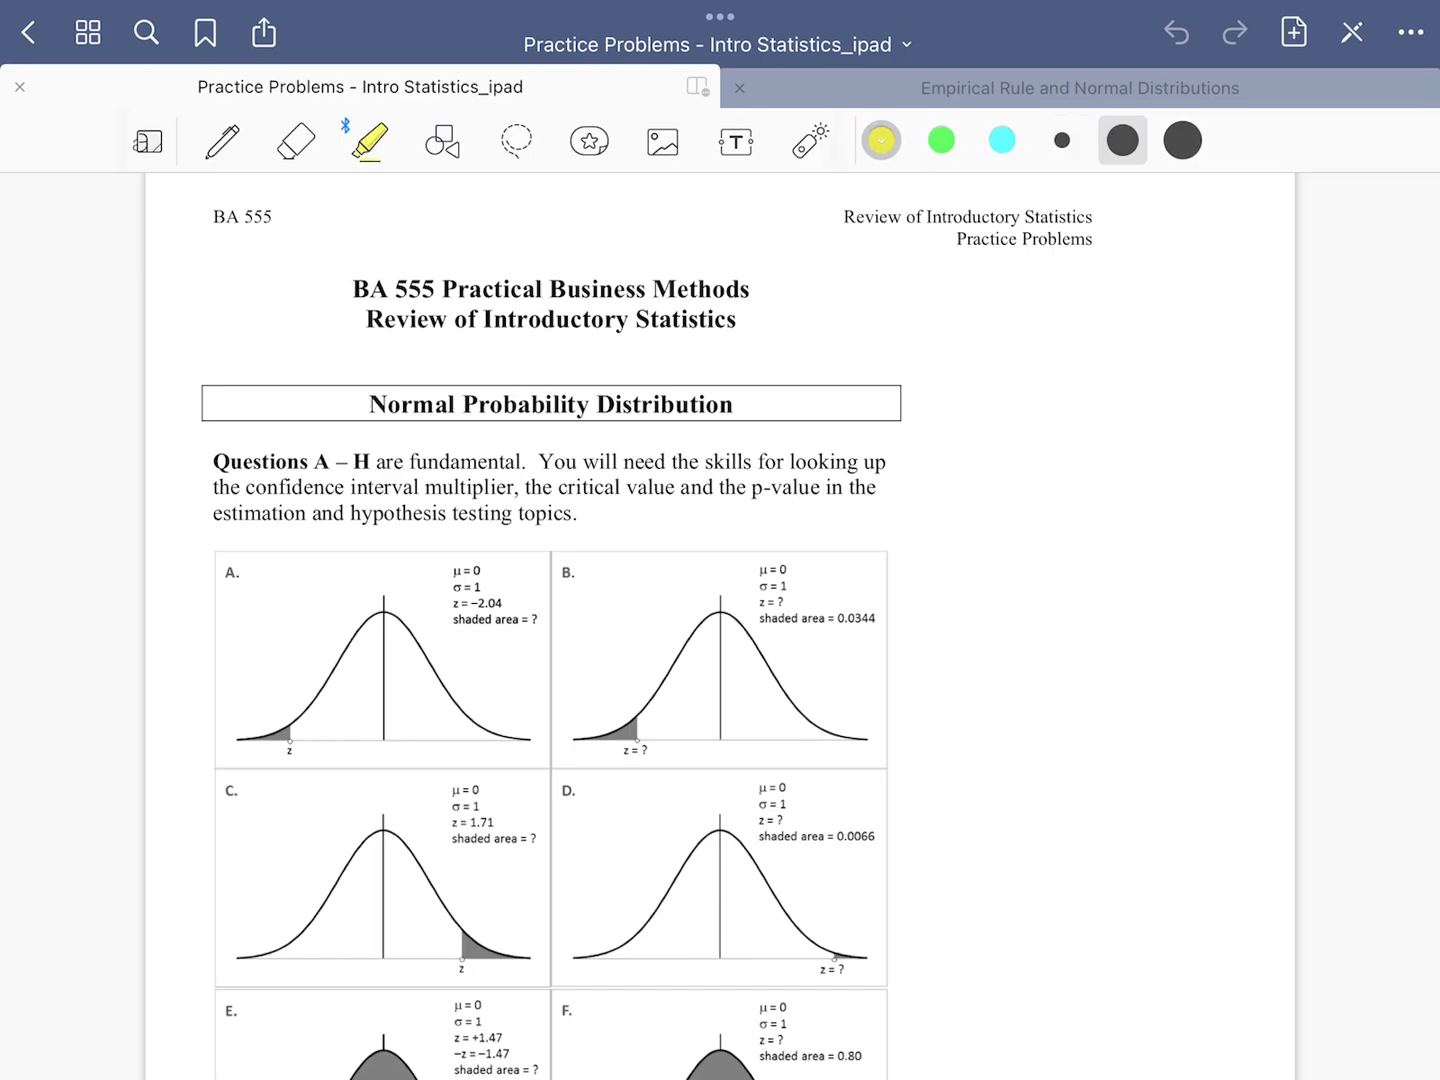 Practice Problems - Intro Statistics_ipad
Practice Problems - Intro Statistics_ipad
Empirical Rule and Normal Distributions
T
BA 555
Review of Introductory Statistics
Practice Problems
BA 555 Practical Business Methods
Review of Introductory Statistics
Normal Probability Distribution
Questions A – H are fundamental. You will need the skills for looking up
the confidence interval multiplier, the critical value and the p-value in the
estimation and hypothesis testing topics.
A.
μ = 0
σ = 1
z = −2.04
shaded area = ?
z
B.
μ = 0
σ = 1
z = ?
shaded area = 0.0344
z = ?
C.
μ = 0
σ = 1
z = 1.71
shaded area = ?
z
D.
μ = 0
σ = 1
z = ?
shaded area = 0.0066
z = ?
E.
μ = 0
σ = 1
z = +1.47
−z = −1.47
shaded area = ?
F.
μ = 0
σ = 1
z = ?
shaded area = 0.80